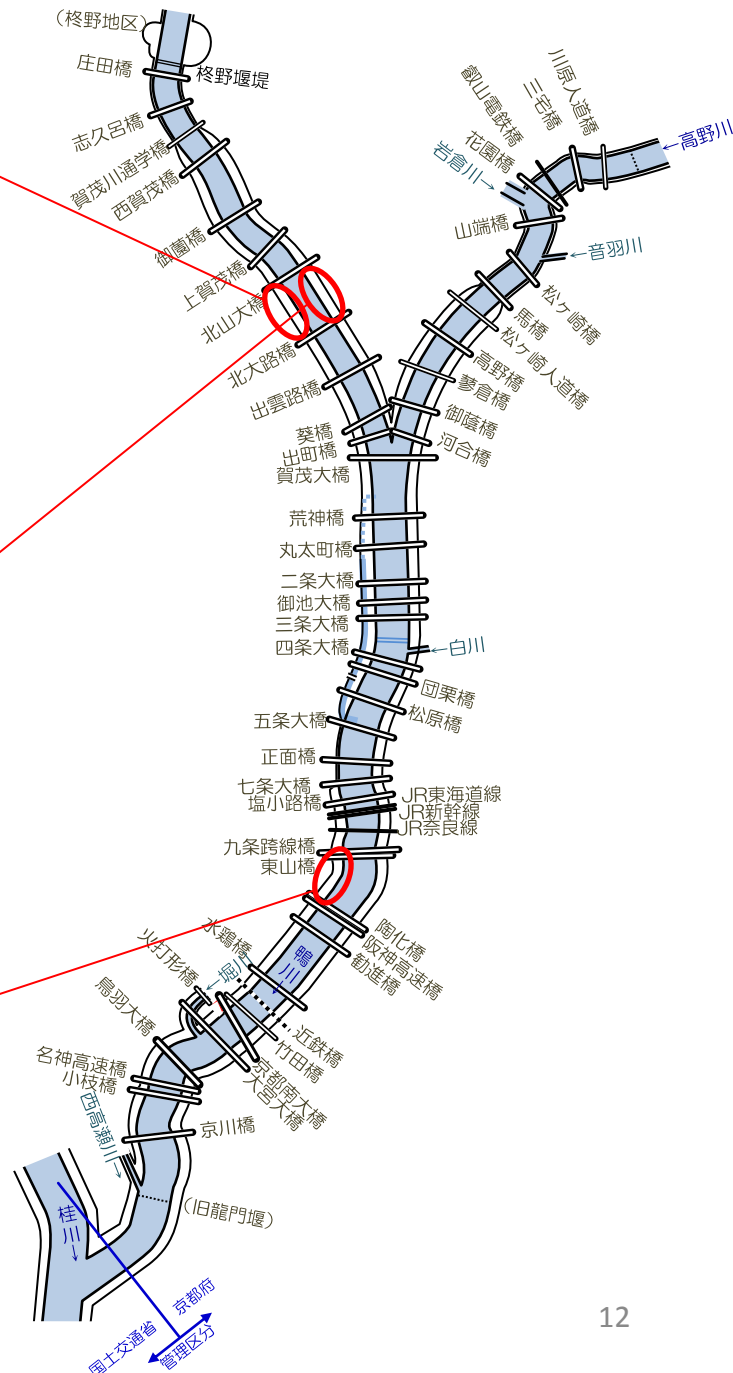 (柊野地区)
庄田橋
柊野堰堤
志久呂橋
賀茂川通学橋
西賀茂橋
御薗橋
上賀茂橋
北山大橋
北大路橋
出雲路橋
葵橋
出町橋
賀茂大橋
川原人道橋
三宅橋
叡山電鉄橋
花園橋
岩倉川→
←高野川
山端橋
←音羽川
松ケ崎橋
馬橋
松ケ崎人道橋
高野橋
蓼倉橋
御蔭橋
河合橋
荒神橋
丸太町橋
二条大橋
御池大橋
三条大橋
四条大橋
←白川
団栗橋
松原橋
五条大橋
正面橋
七条大橋
塩小路橋
JR東海道線
JR新幹線
JR奈良線
九条跨線橋
東山橋
陶化橋
阪神高速橋
勧進橋
水鶏橋
鴨川→
火打形橋
近鉄橋
竹田橋
京都南大橋
大宮大橋
鳥羽大橋
名神高速橋
小枝橋
京川橋
西高瀬川→
(旧龍門堰)
桂川→
京都府
国土交通省
管理区分
12